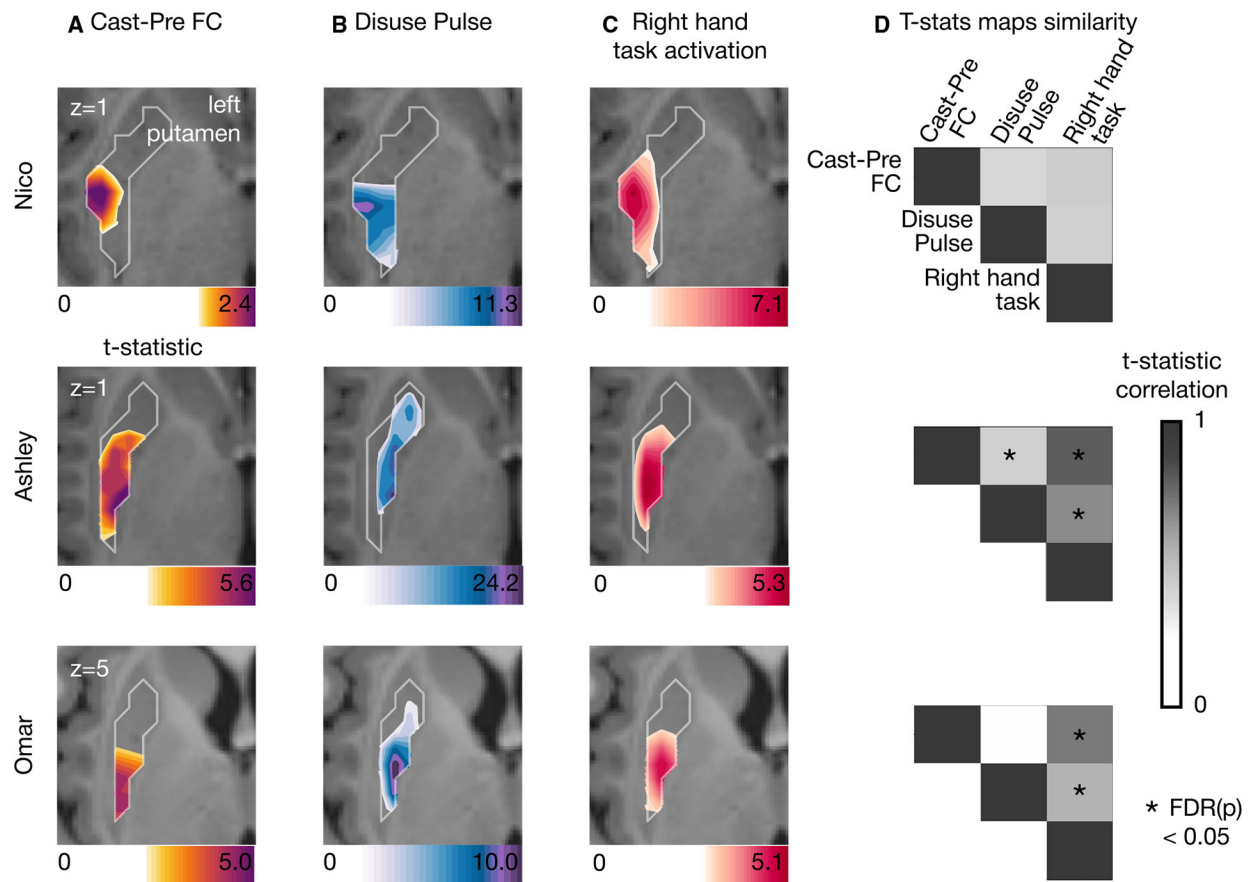 A Cast-Pre FC
B Disuse Pulse
C Right hand
task activation
D T-stats maps similarity
Nico
z=1
left
putamen
0
2.4
t-statistic
0
11.3
0
7.1
Cast-Pre
FC
Disuse
Pulse
Right hand
task
Cast-Pre
FC
Disuse
Pulse
Right hand
task
Ashley
z=1
0
5.6
0
24.2
0
5.3
*
*
*
t-statistic
correlation
1
0
Omar
z=5
0
5.0
0
10.0
0
5.1
*
*
* FDR(p)
< 0.05